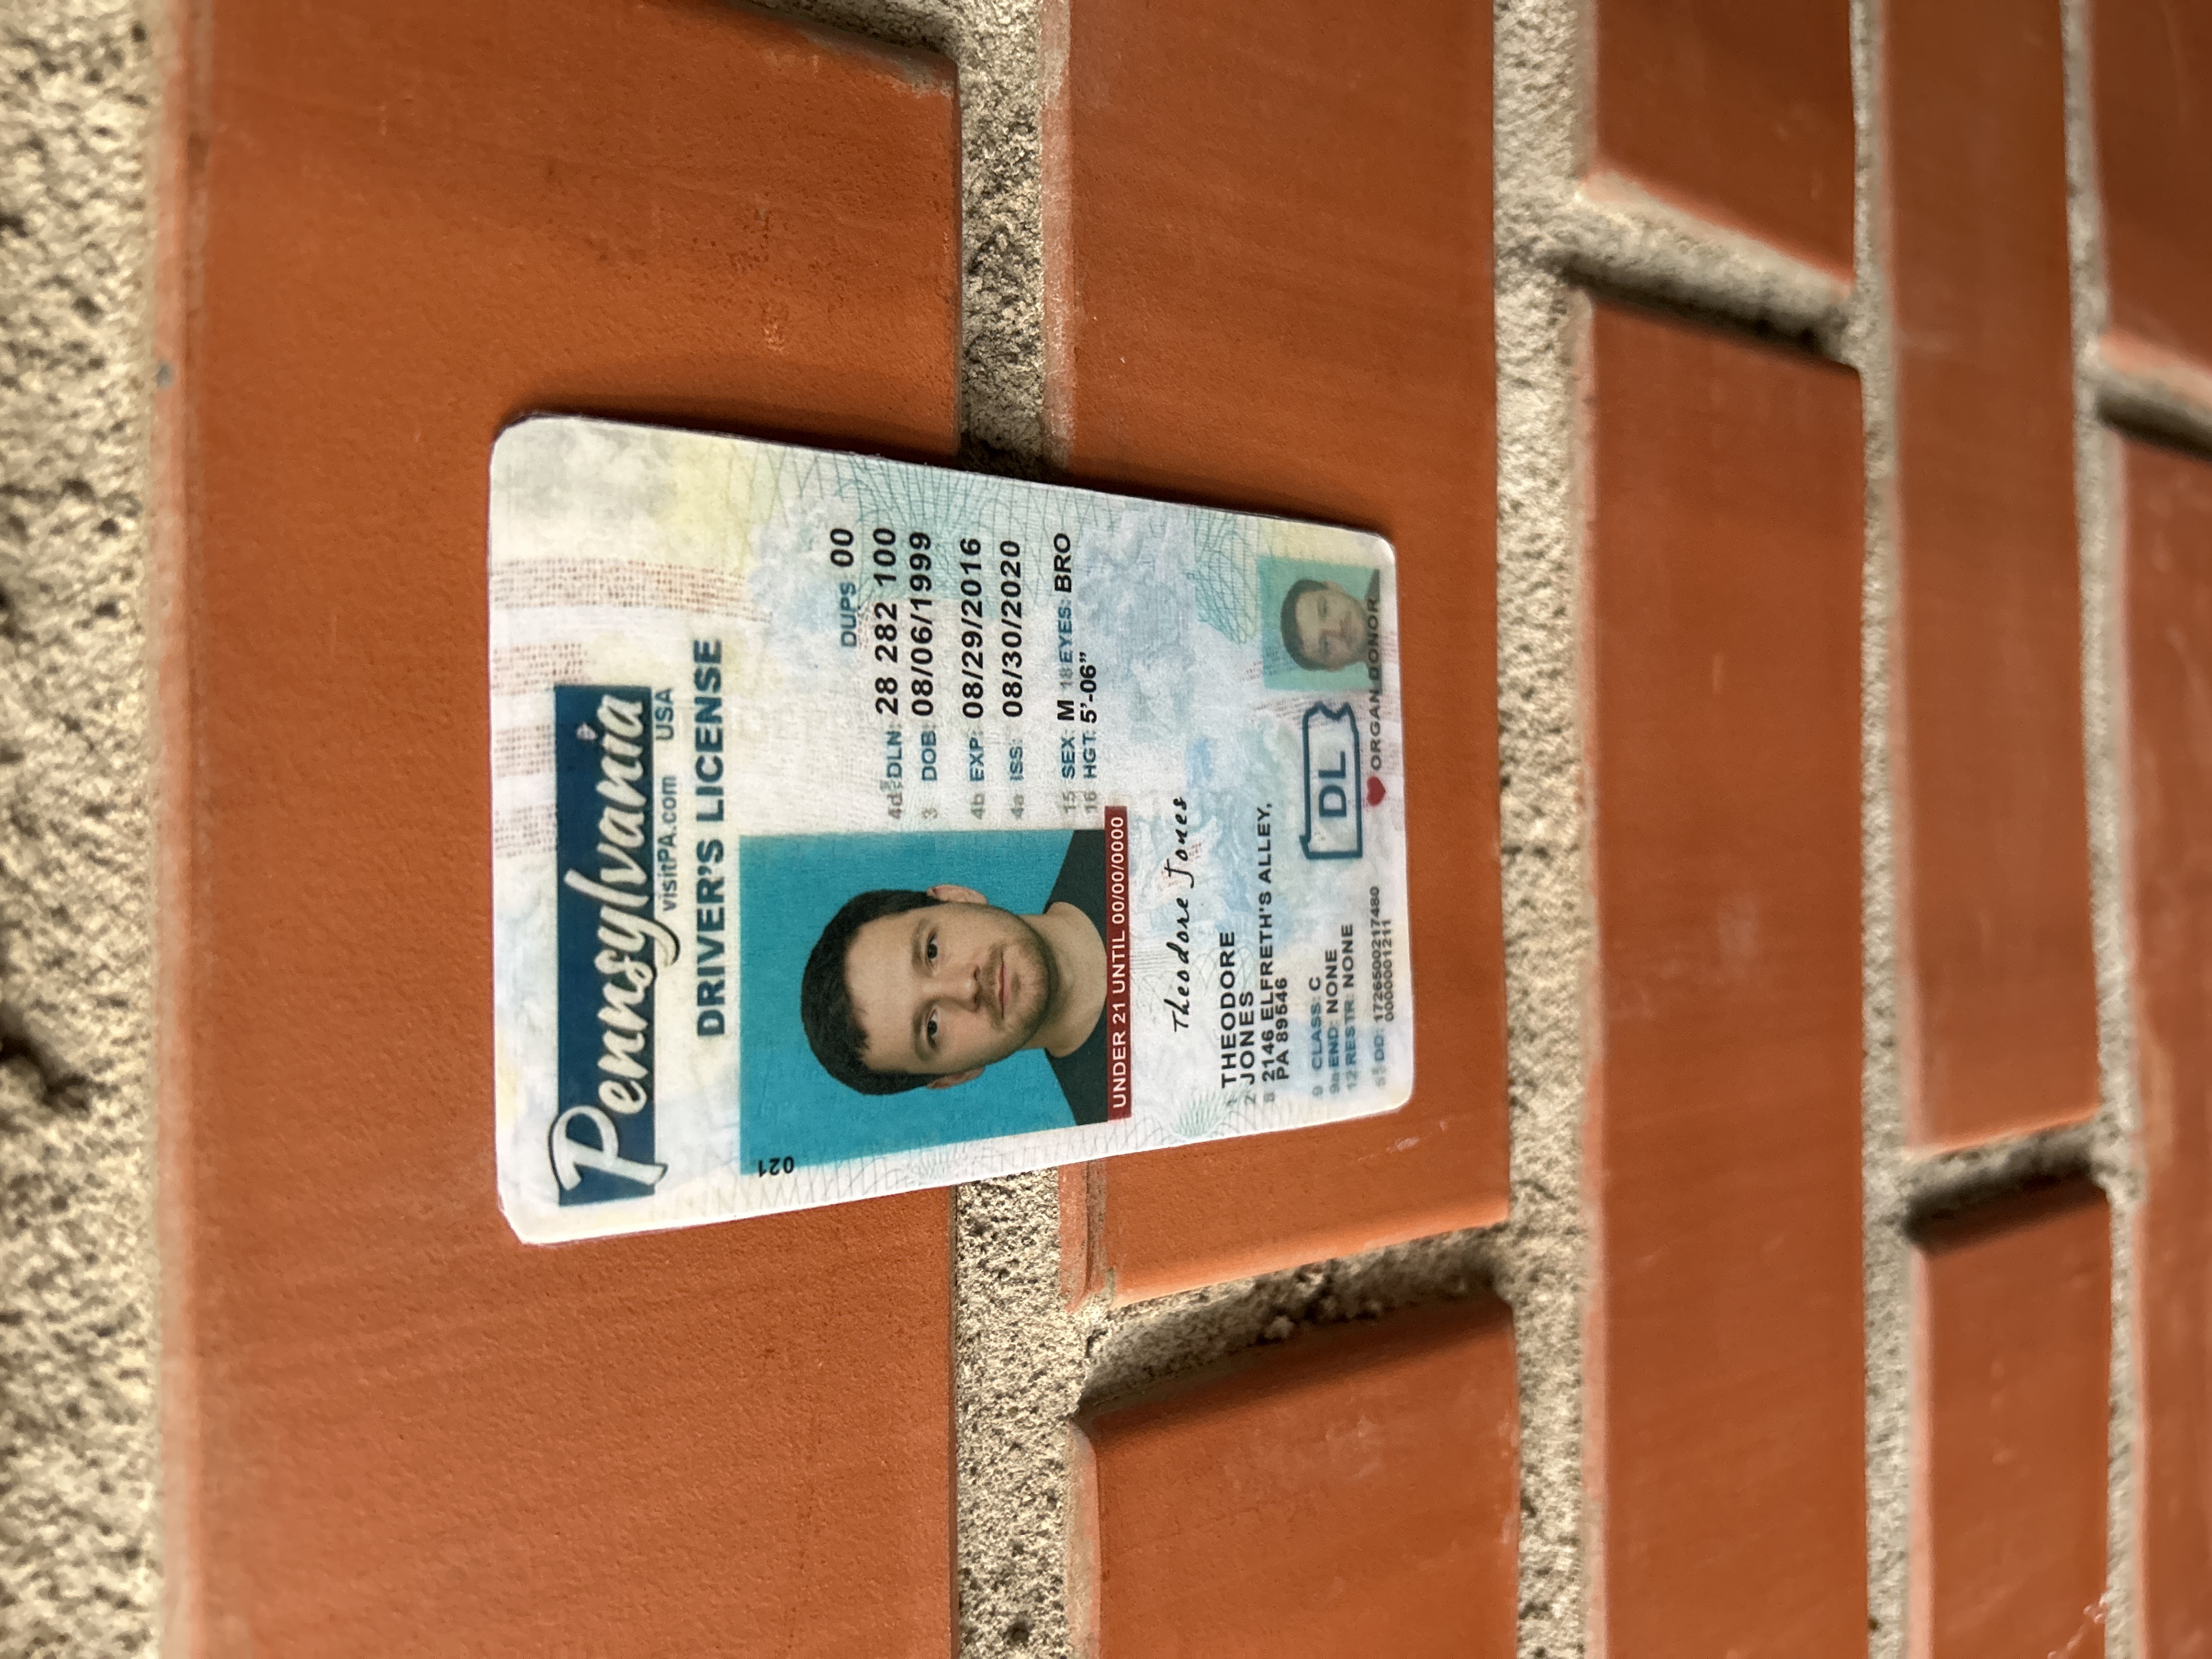 Pennsylvania
visitPA.com USA
DRIVER'S LICENSE
021
DUPS 00
4d DLN: 28 282 100
3 DOB: 08/06/1999
4b EXP: 08/29/2016
4a ISS: 08/30/2020
15 SEX: M 18 EYES: BRO
16 HGT: 5'-06"
UNDER 21 UNTIL 00/00/0000
Theodore Jones
1 THEODORE
2 JONES
8 2146 ELFRETH'S ALLEY,
PA 89546
9 CLASS: C
9a END: NONE
12 RESTR: NONE
DL
5 DD: 1726500217480
0000001211
ORGAN DONOR